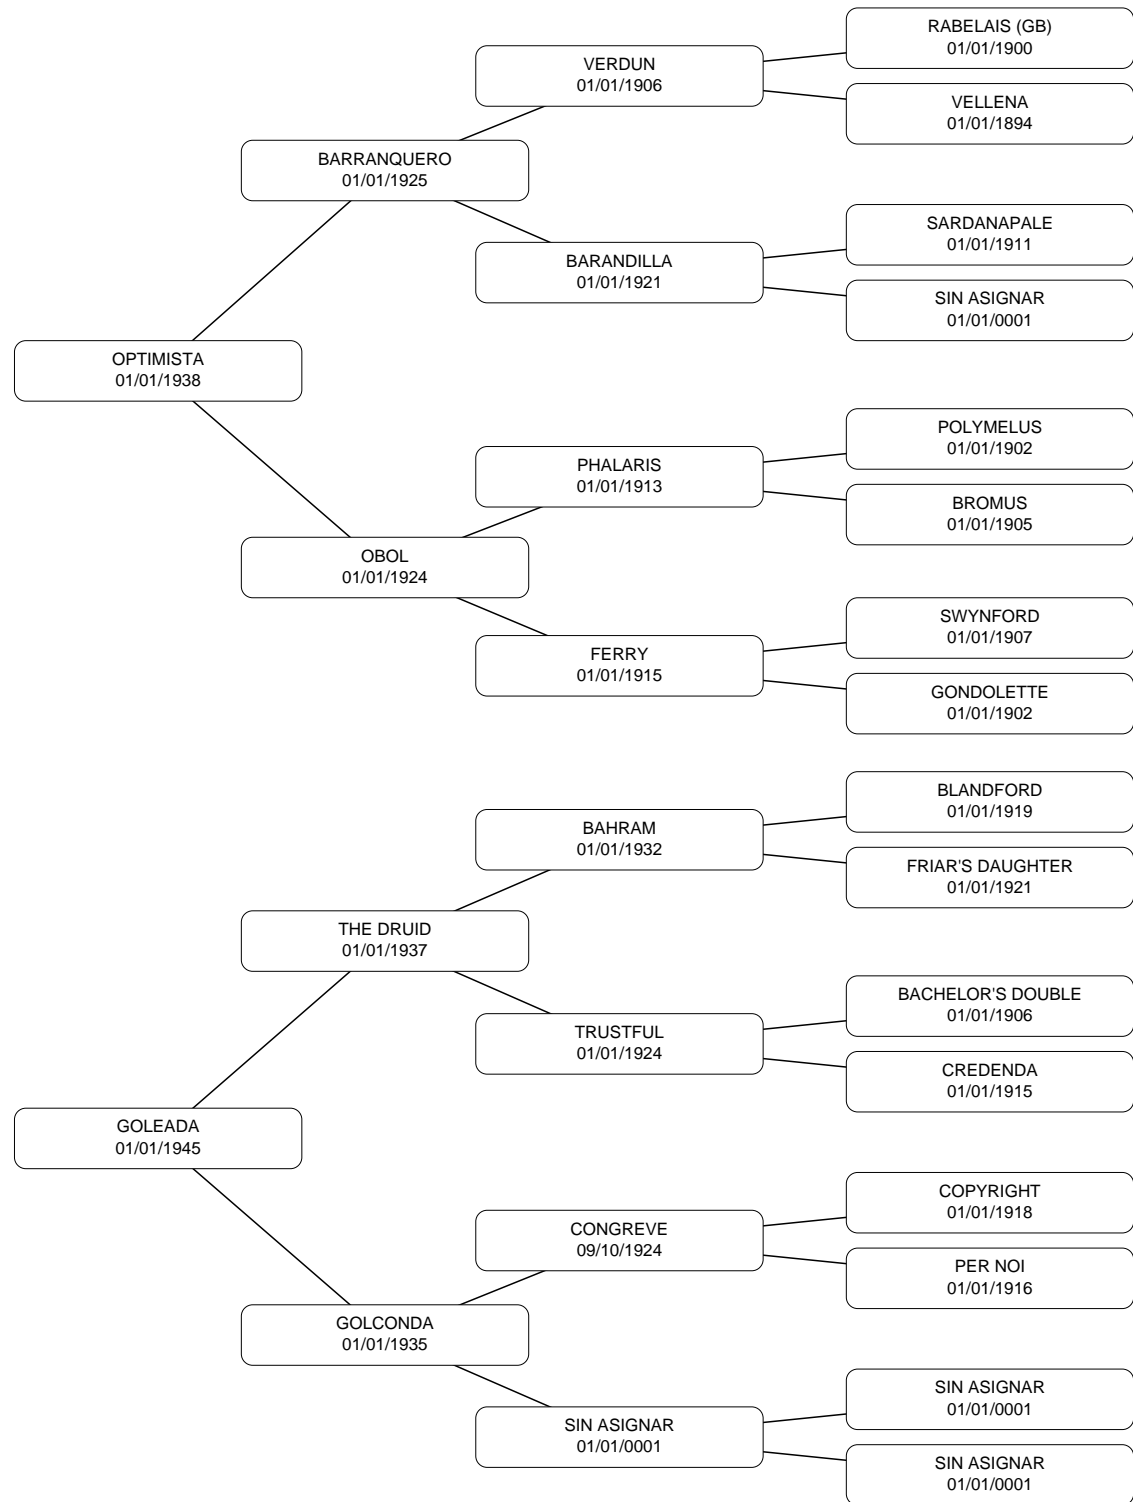 RABELAIS (GB)
01/01/1900
VERDUN
01/01/1906
VELLENA
01/01/1894
BARRANQUERO
01/01/1925
SARDANAPALE
01/01/1911
BARANDILLA
01/01/1921
SIN ASIGNAR
01/01/0001
OPTIMISTA
01/01/1938
POLYMELUS
01/01/1902
PHALARIS
01/01/1913
BROMUS
01/01/1905
OBOL
01/01/1924
SWYNFORD
01/01/1907
FERRY
01/01/1915
GONDOLETTE
01/01/1902
BLANDFORD
01/01/1919
BAHRAM
01/01/1932
FRIAR'S DAUGHTER
01/01/1921
THE DRUID
01/01/1937
BACHELOR'S DOUBLE
01/01/1906
TRUSTFUL
01/01/1924
CREDENDA
01/01/1915
GOLEADA
01/01/1945
COPYRIGHT
01/01/1918
CONGREVE
09/10/1924
PER NOI
01/01/1916
GOLCONDA
01/01/1935
SIN ASIGNAR
01/01/0001
SIN ASIGNAR
01/01/0001
SIN ASIGNAR
01/01/0001